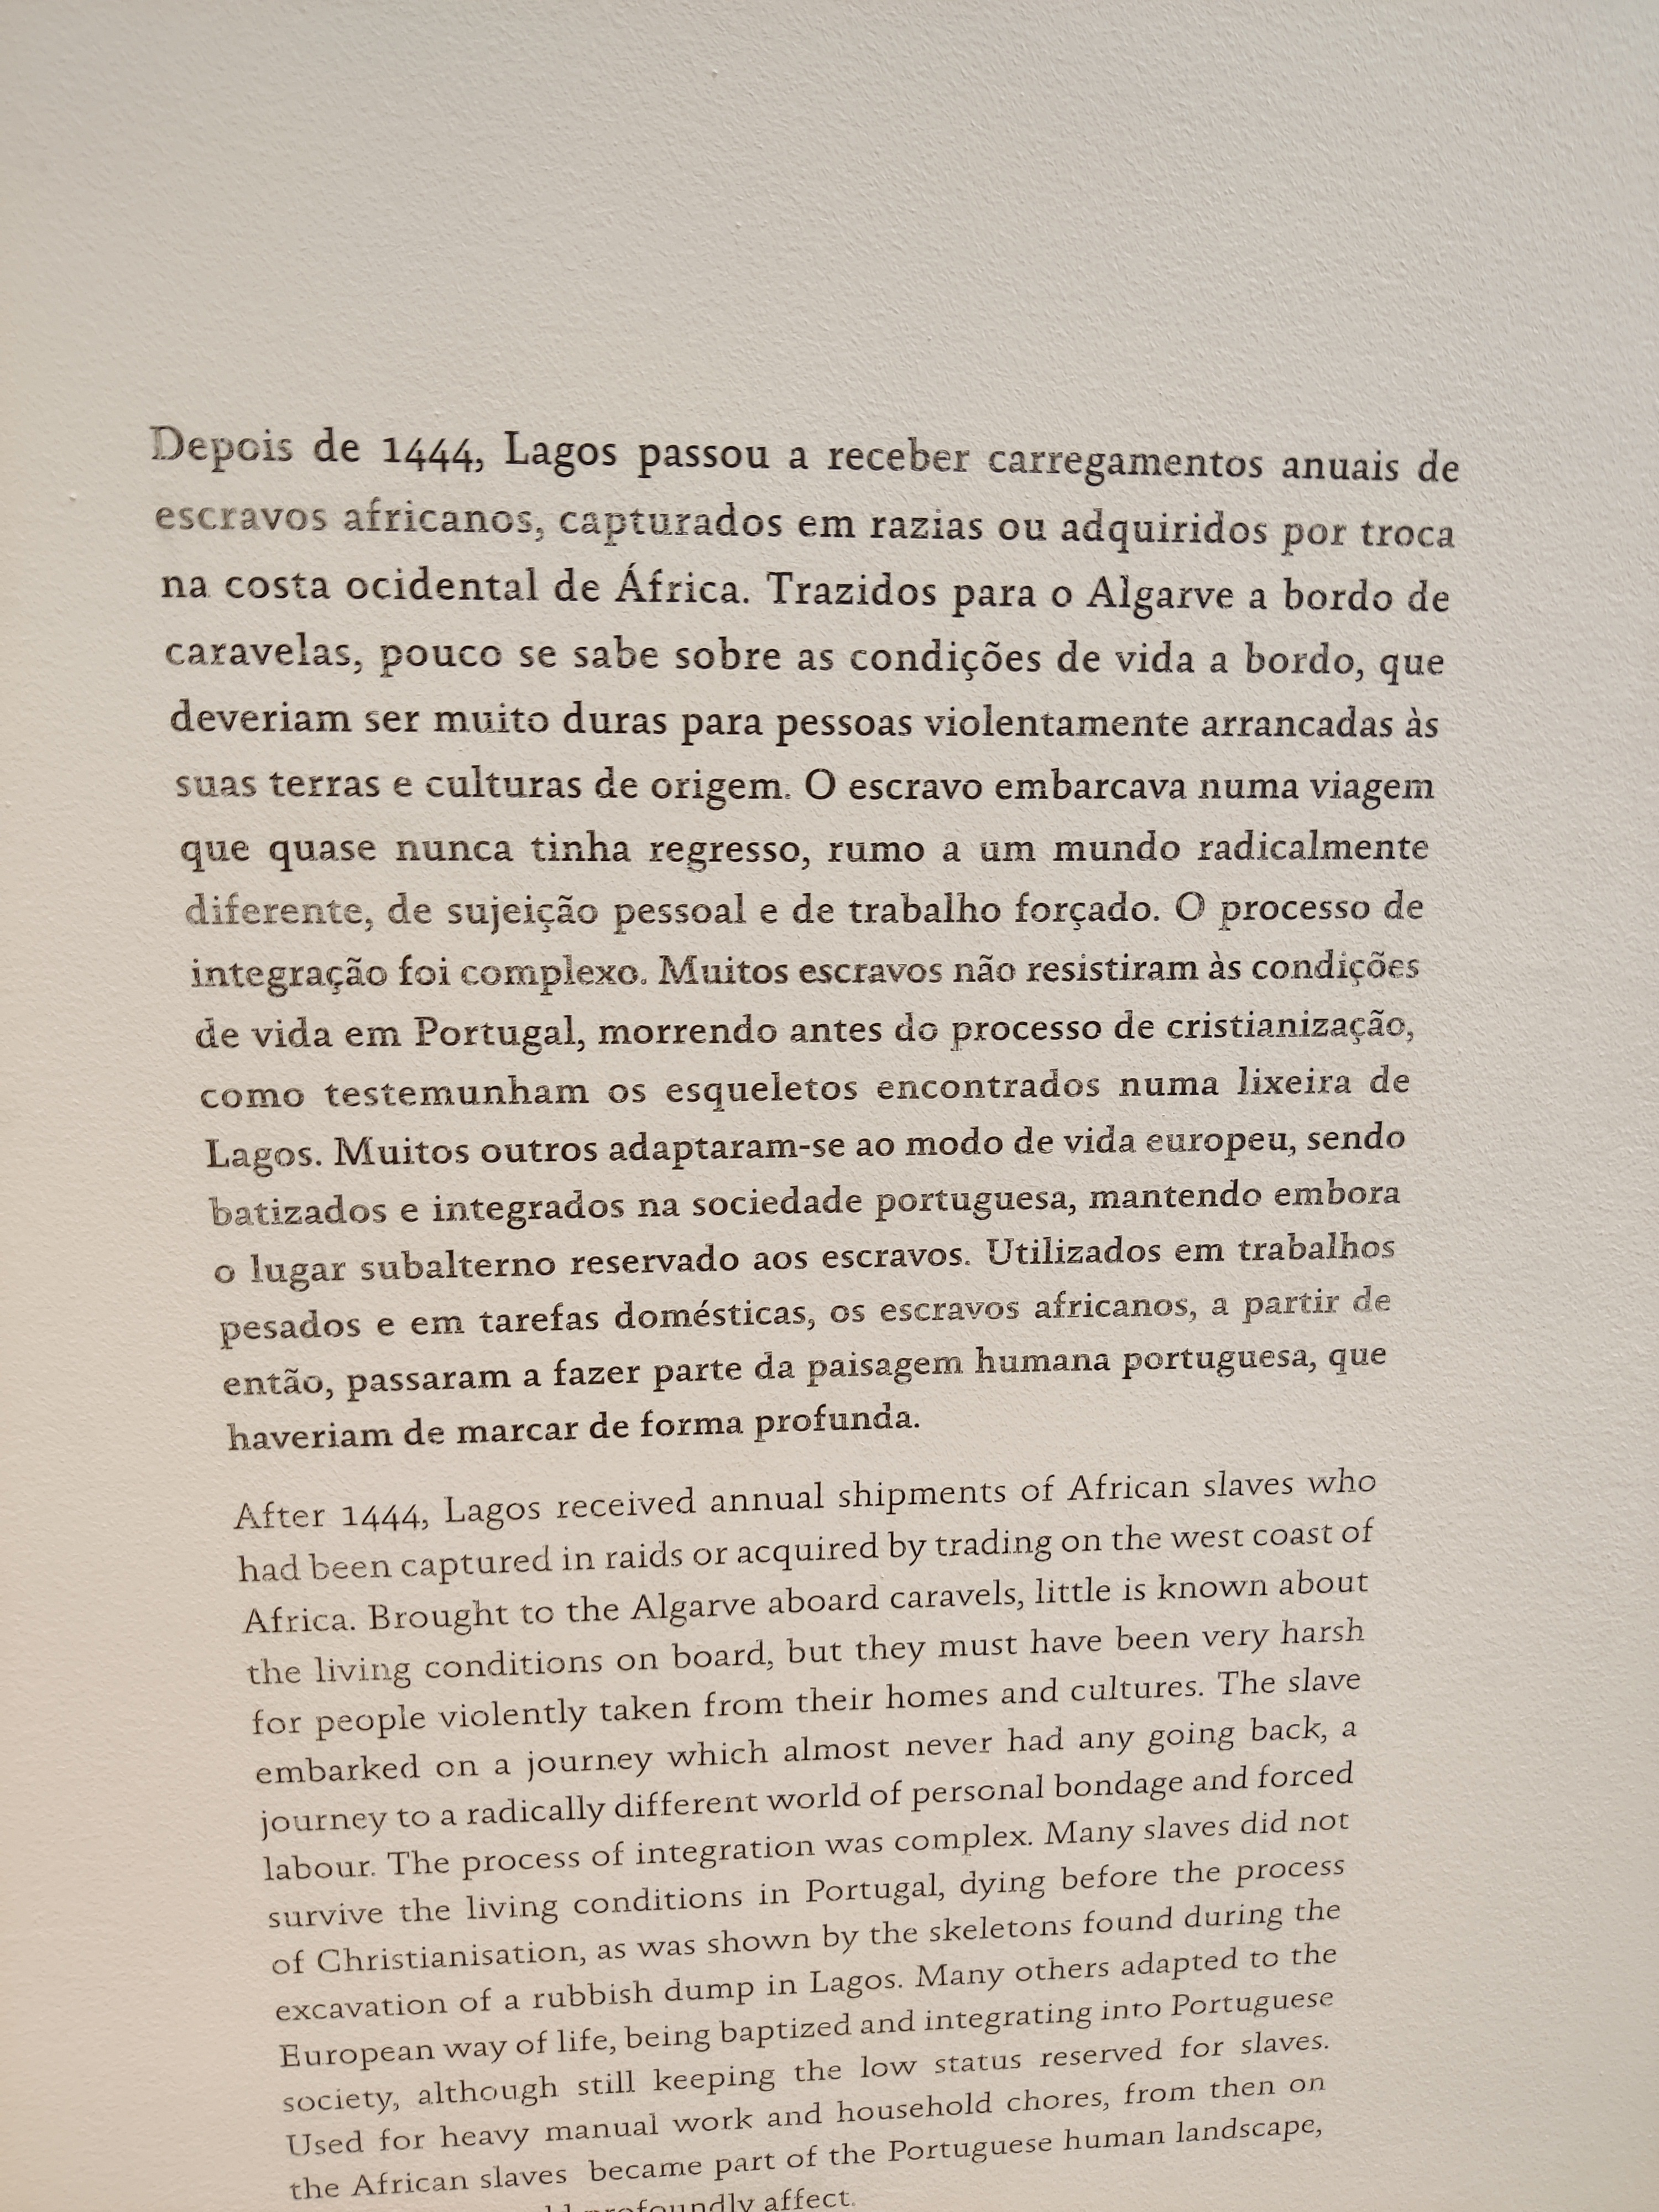 Depois de 1444, Lagos passou a receber carregamentos anuais de
escravos africanos, capturados em razias ou adquiridos por troca
na costa ocidental de África. Trazidos para o Algarve a bordo de
caravelas, pouco se sabe sobre as condições de vida a bordo, que
deveriam ser muito duras para pessoas violentamente arrancadas às
suas terras e culturas de origem. O escravo embarcava numa viagem
que quase nunca tinha regresso, rumo a um mundo radicalmente
diferente, de sujeição pessoal e de trabalho forçado. O processo de
integração foi complexo. Muitos escravos não resistiram às condições
de vida em Portugal, morrendo antes do processo de cristianização,
como testemunham os esqueletos encontrados numa lixeira de
Lagos. Muitos outros adaptaram-se ao modo de vida europeu, sendo
batizados e integrados na sociedade portuguesa, mantendo embora
o lugar subalterno reservado aos escravos. Utilizados em trabalhos
pesados e em tarefas domésticas, os escravos africanos, a partir de
então, passaram a fazer parte da paisagem humana portuguesa, que
haveriam de marcar de forma profunda.
After 1444, Lagos received annual shipments of African slaves who
had been captured in raids or acquired by trading on the west coast of
Africa. Brought to the Algarve aboard caravels, little is known about
the living conditions on board, but they must have been very harsh
for people violently taken from their homes and cultures. The slave
embarked on a journey which almost never had any going back, a
journey to a radically different world of personal bondage and forced
labour. The process of integration was complex. Many slaves did not
survive the living conditions in Portugal, dying before the process
of Christianisation, as was shown by the skeletons found during the
excavation of a rubbish dump in Lagos. Many others adapted to the
European way of life, being baptized and integrating into Portuguese
society, although still keeping the low status reserved for slaves.
Used for heavy manual work and household chores, from then on
the African slaves became part of the Portuguese human landscape,
profoundly affect.